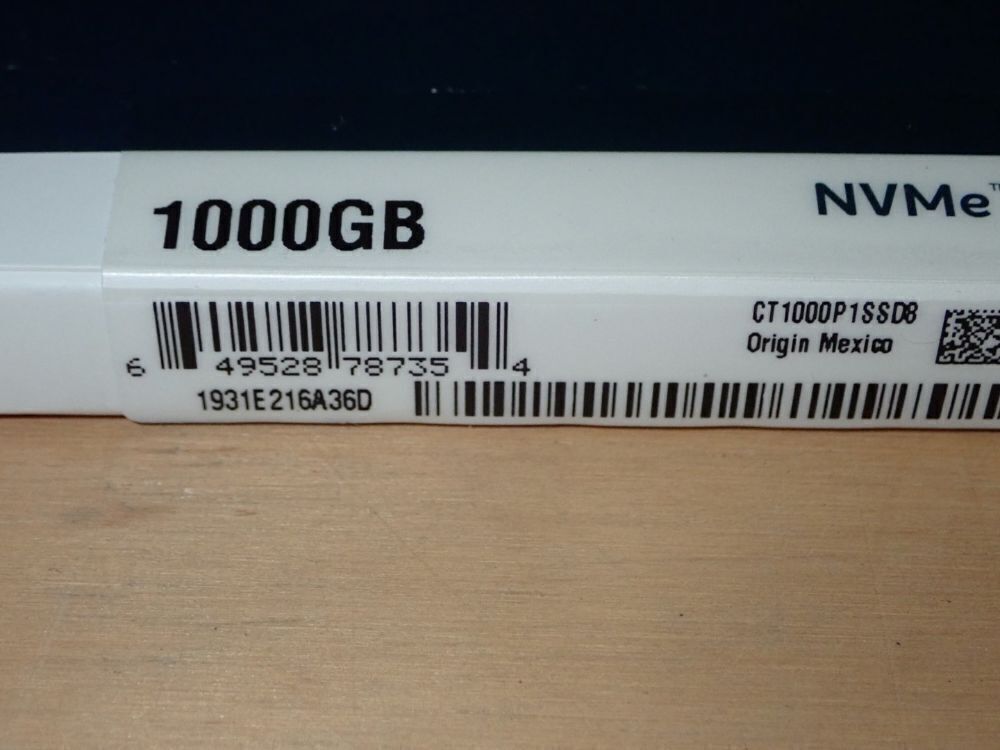 1000GB
NVMe™
CT1000P1SSD8
Origin Mexico
6 49528 78735 4
1931E216A36D